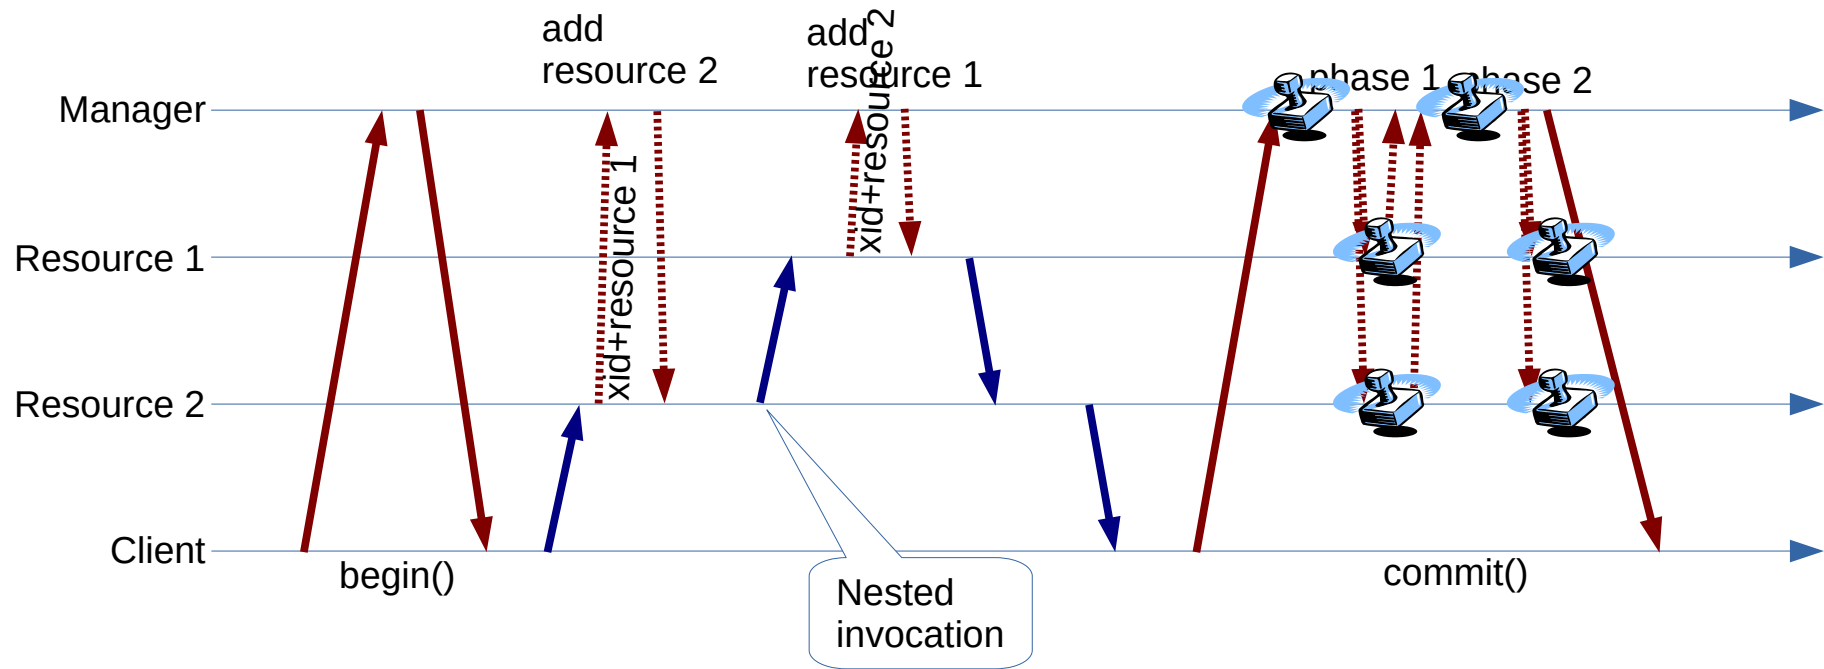 add
resource 2
add
resource 1
phase 1
phase 2
Manager
xid+resource 1
xid+resource 2
Resource 1
Resource 2
Client
begin()
commit()
Nested
invocation